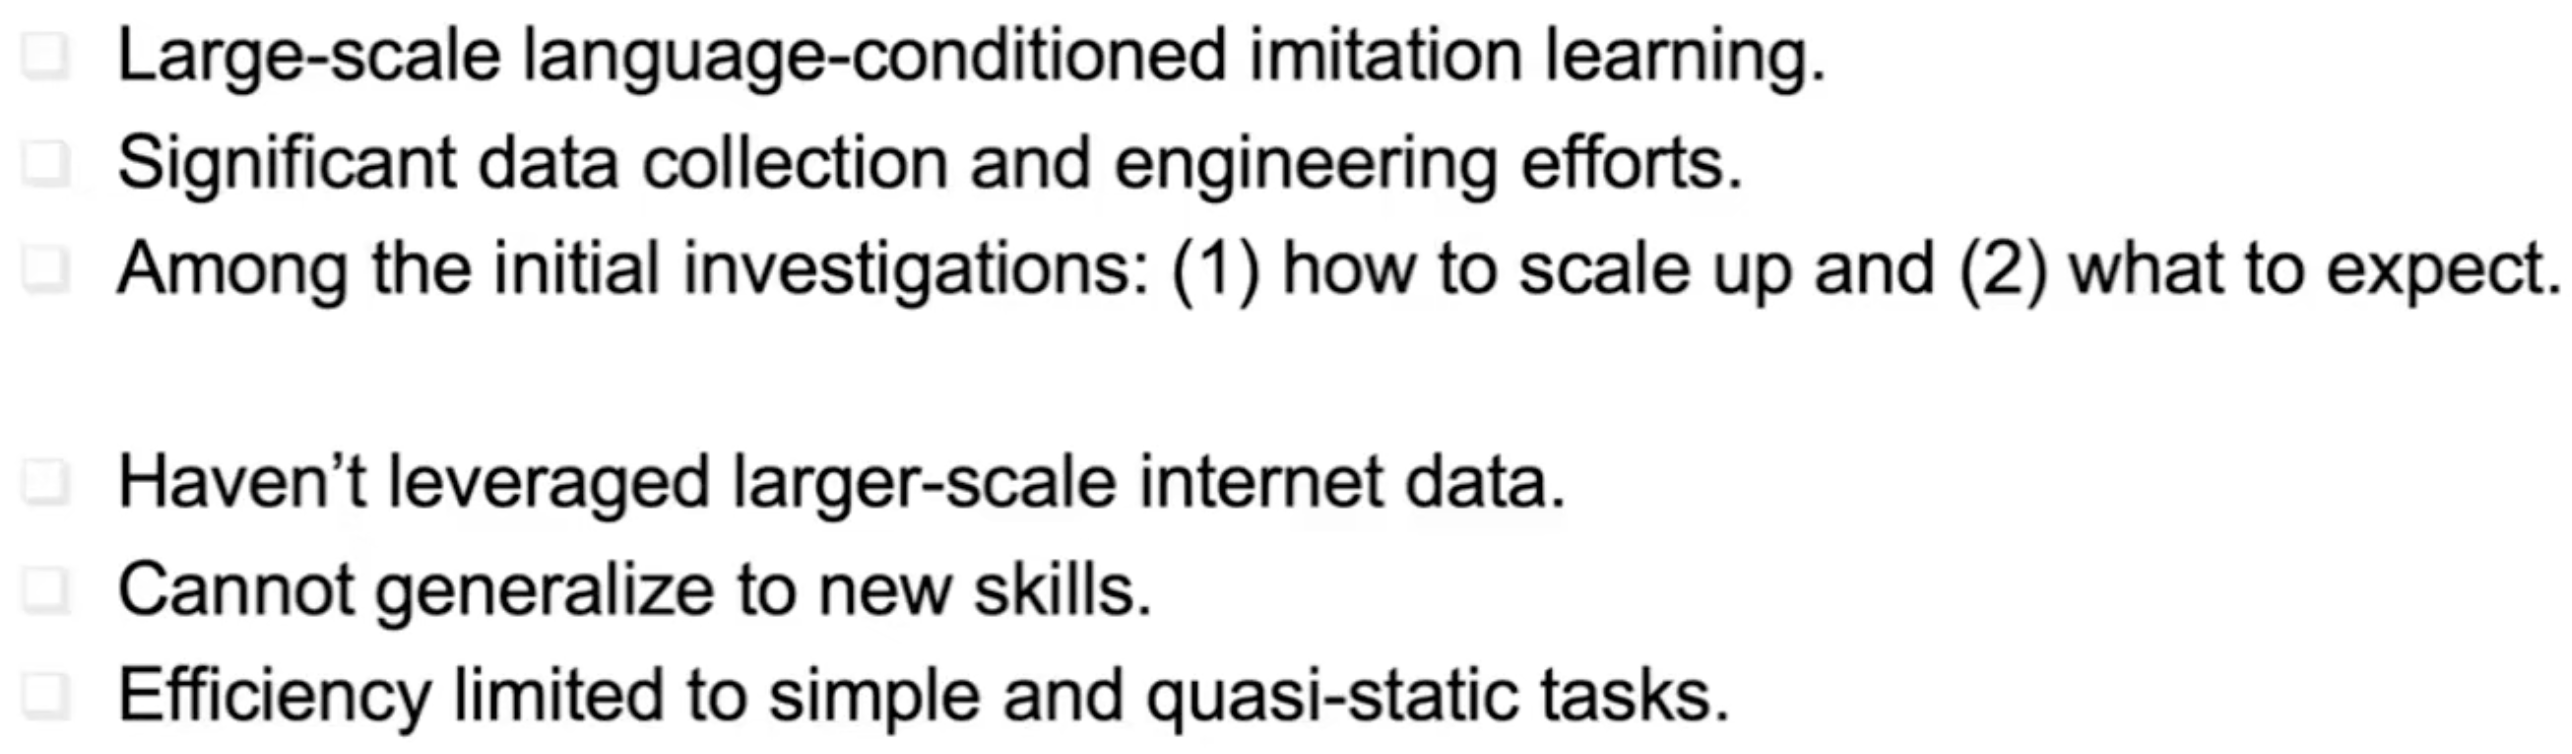 Large-scale language-conditioned imitation learning.
Significant data collection and engineering efforts.
Among the initial investigations: (1) how to scale up and (2) what to expect.
Haven’t leveraged larger-scale internet data.
Cannot generalize to new skills.
Efficiency limited to simple and quasi-static tasks.